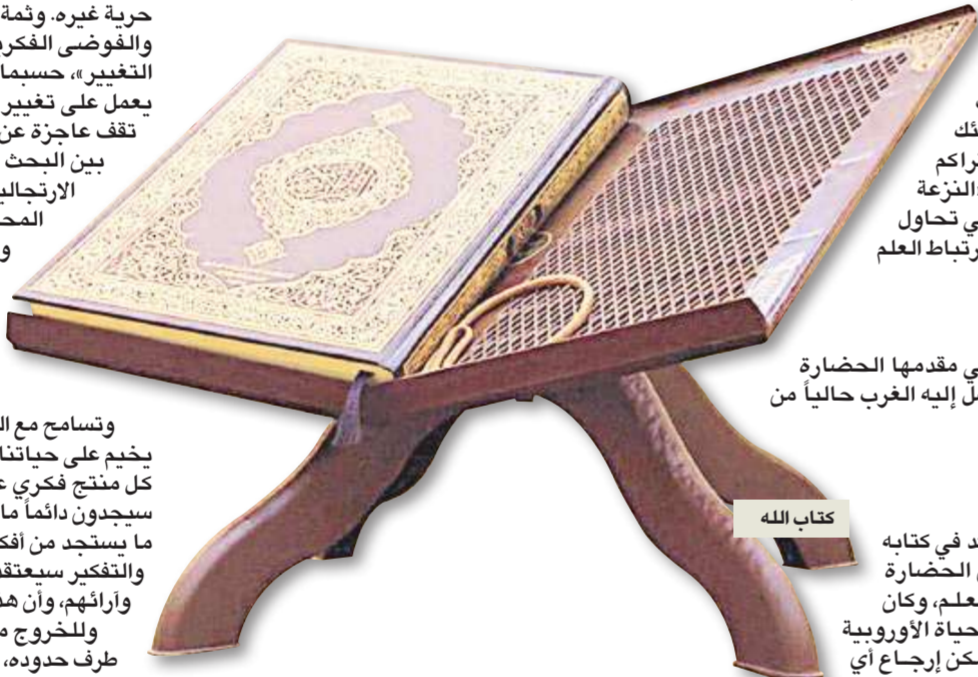 ئك
راكم
النزعة
ي تحاول
رتباط العلم
ي مقدمها الحضارة
ل إليه الغرب حالياً من
د في كتابه
الحضارة
علم، وكان
حياة الأوروبية
كن إرجاع أي
حرية غيره. وثمة
والفوضى الفكر
التغيير»، حسبما
يعمل على تغيير
تقف عاجزة عن
بين البحث
الارتجالي
المح
و
وتسامح مع ال
يخيم على حياتنا
كل منتج فكري ع
سيجدون دائماً ما
ما يستجد من أفك
والتفكير سيعتقد
وآرائهم، وأن هذ
وللخروج م
طرف حدوده،
كتاب الله